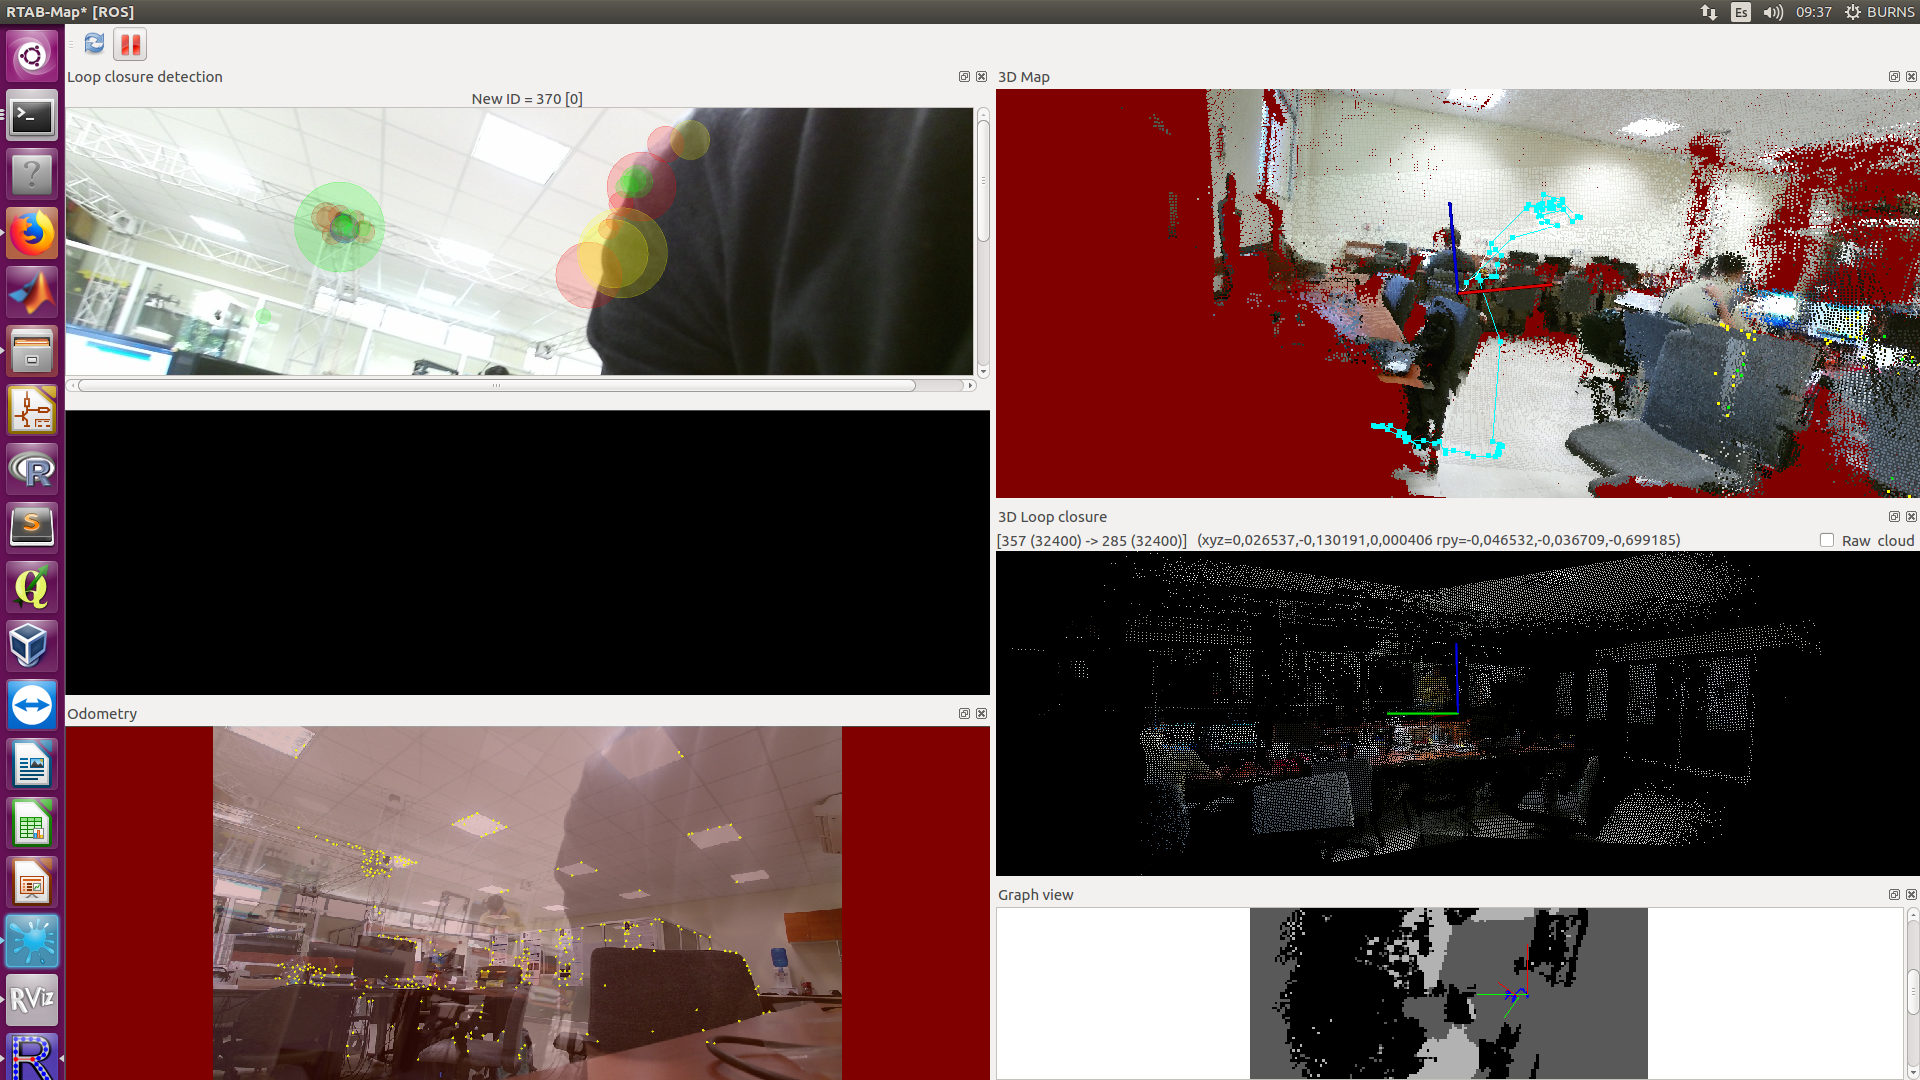 RTAB-Map* [ROS]
Es
09:37
BURNS
Loop closure detection
New ID = 370 [0]
3D Map
3D Loop closure
[357 (32400) -> 285 (32400)] (xyz=0,026537,-0,130191,0,000406 rpy=-0,046532,-0,036709,-0,699185)
Raw cloud
Odometry
Graph view
RViz